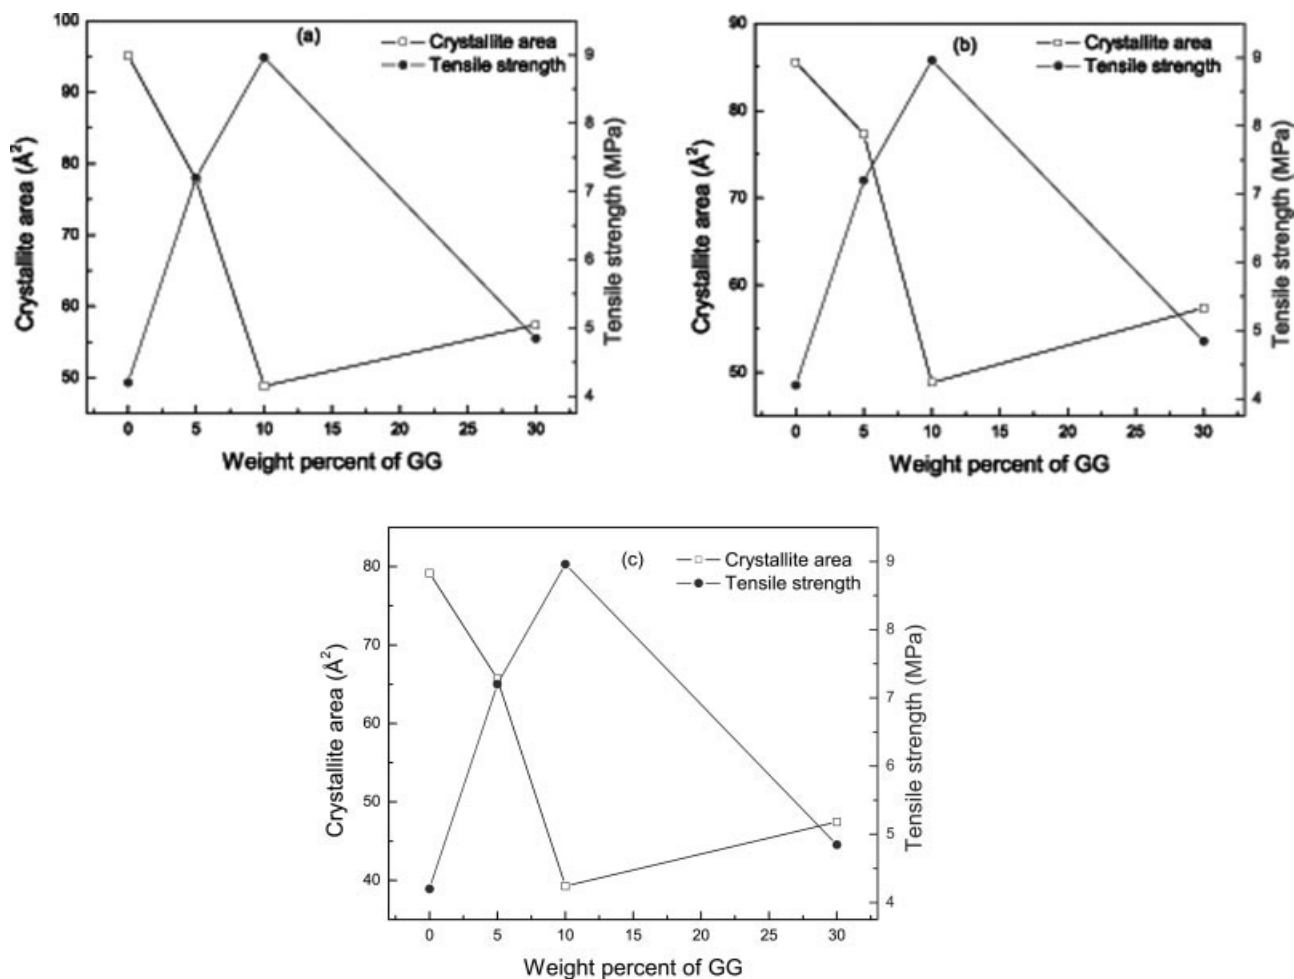 (a)
Crystallite area
Tensile strength
100
90
80
70
60
50
9
8
7
6
5
4
Crystallite area (Å²)
Tensile strength (MPa)
0 5 10 15 20 25 30
Weight percent of GG
(b)
Crystallite area
Tensile strength
90
80
70
60
50
9
8
7
6
5
4
Crystallite area (Å²)
Tensile strength (MPa)
0 5 10 15 20 25 30
Weight percent of GG
(c)
Crystallite area
Tensile strength
80
70
60
50
40
9
8
7
6
5
4
Crystallite area (Å²)
Tensile strength (MPa)
0 5 10 15 20 25 30
Weight percent of GG